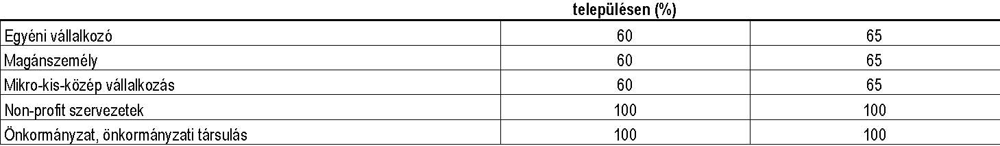 településen (%)
Egyéni vállalkozó 60 65
Magánszemély 60 65
Mikro-kis-közép vállalkozás 60 65
Non-profit szervezetek 100 100
Önkormányzat, önkormányzati társulás 100 100